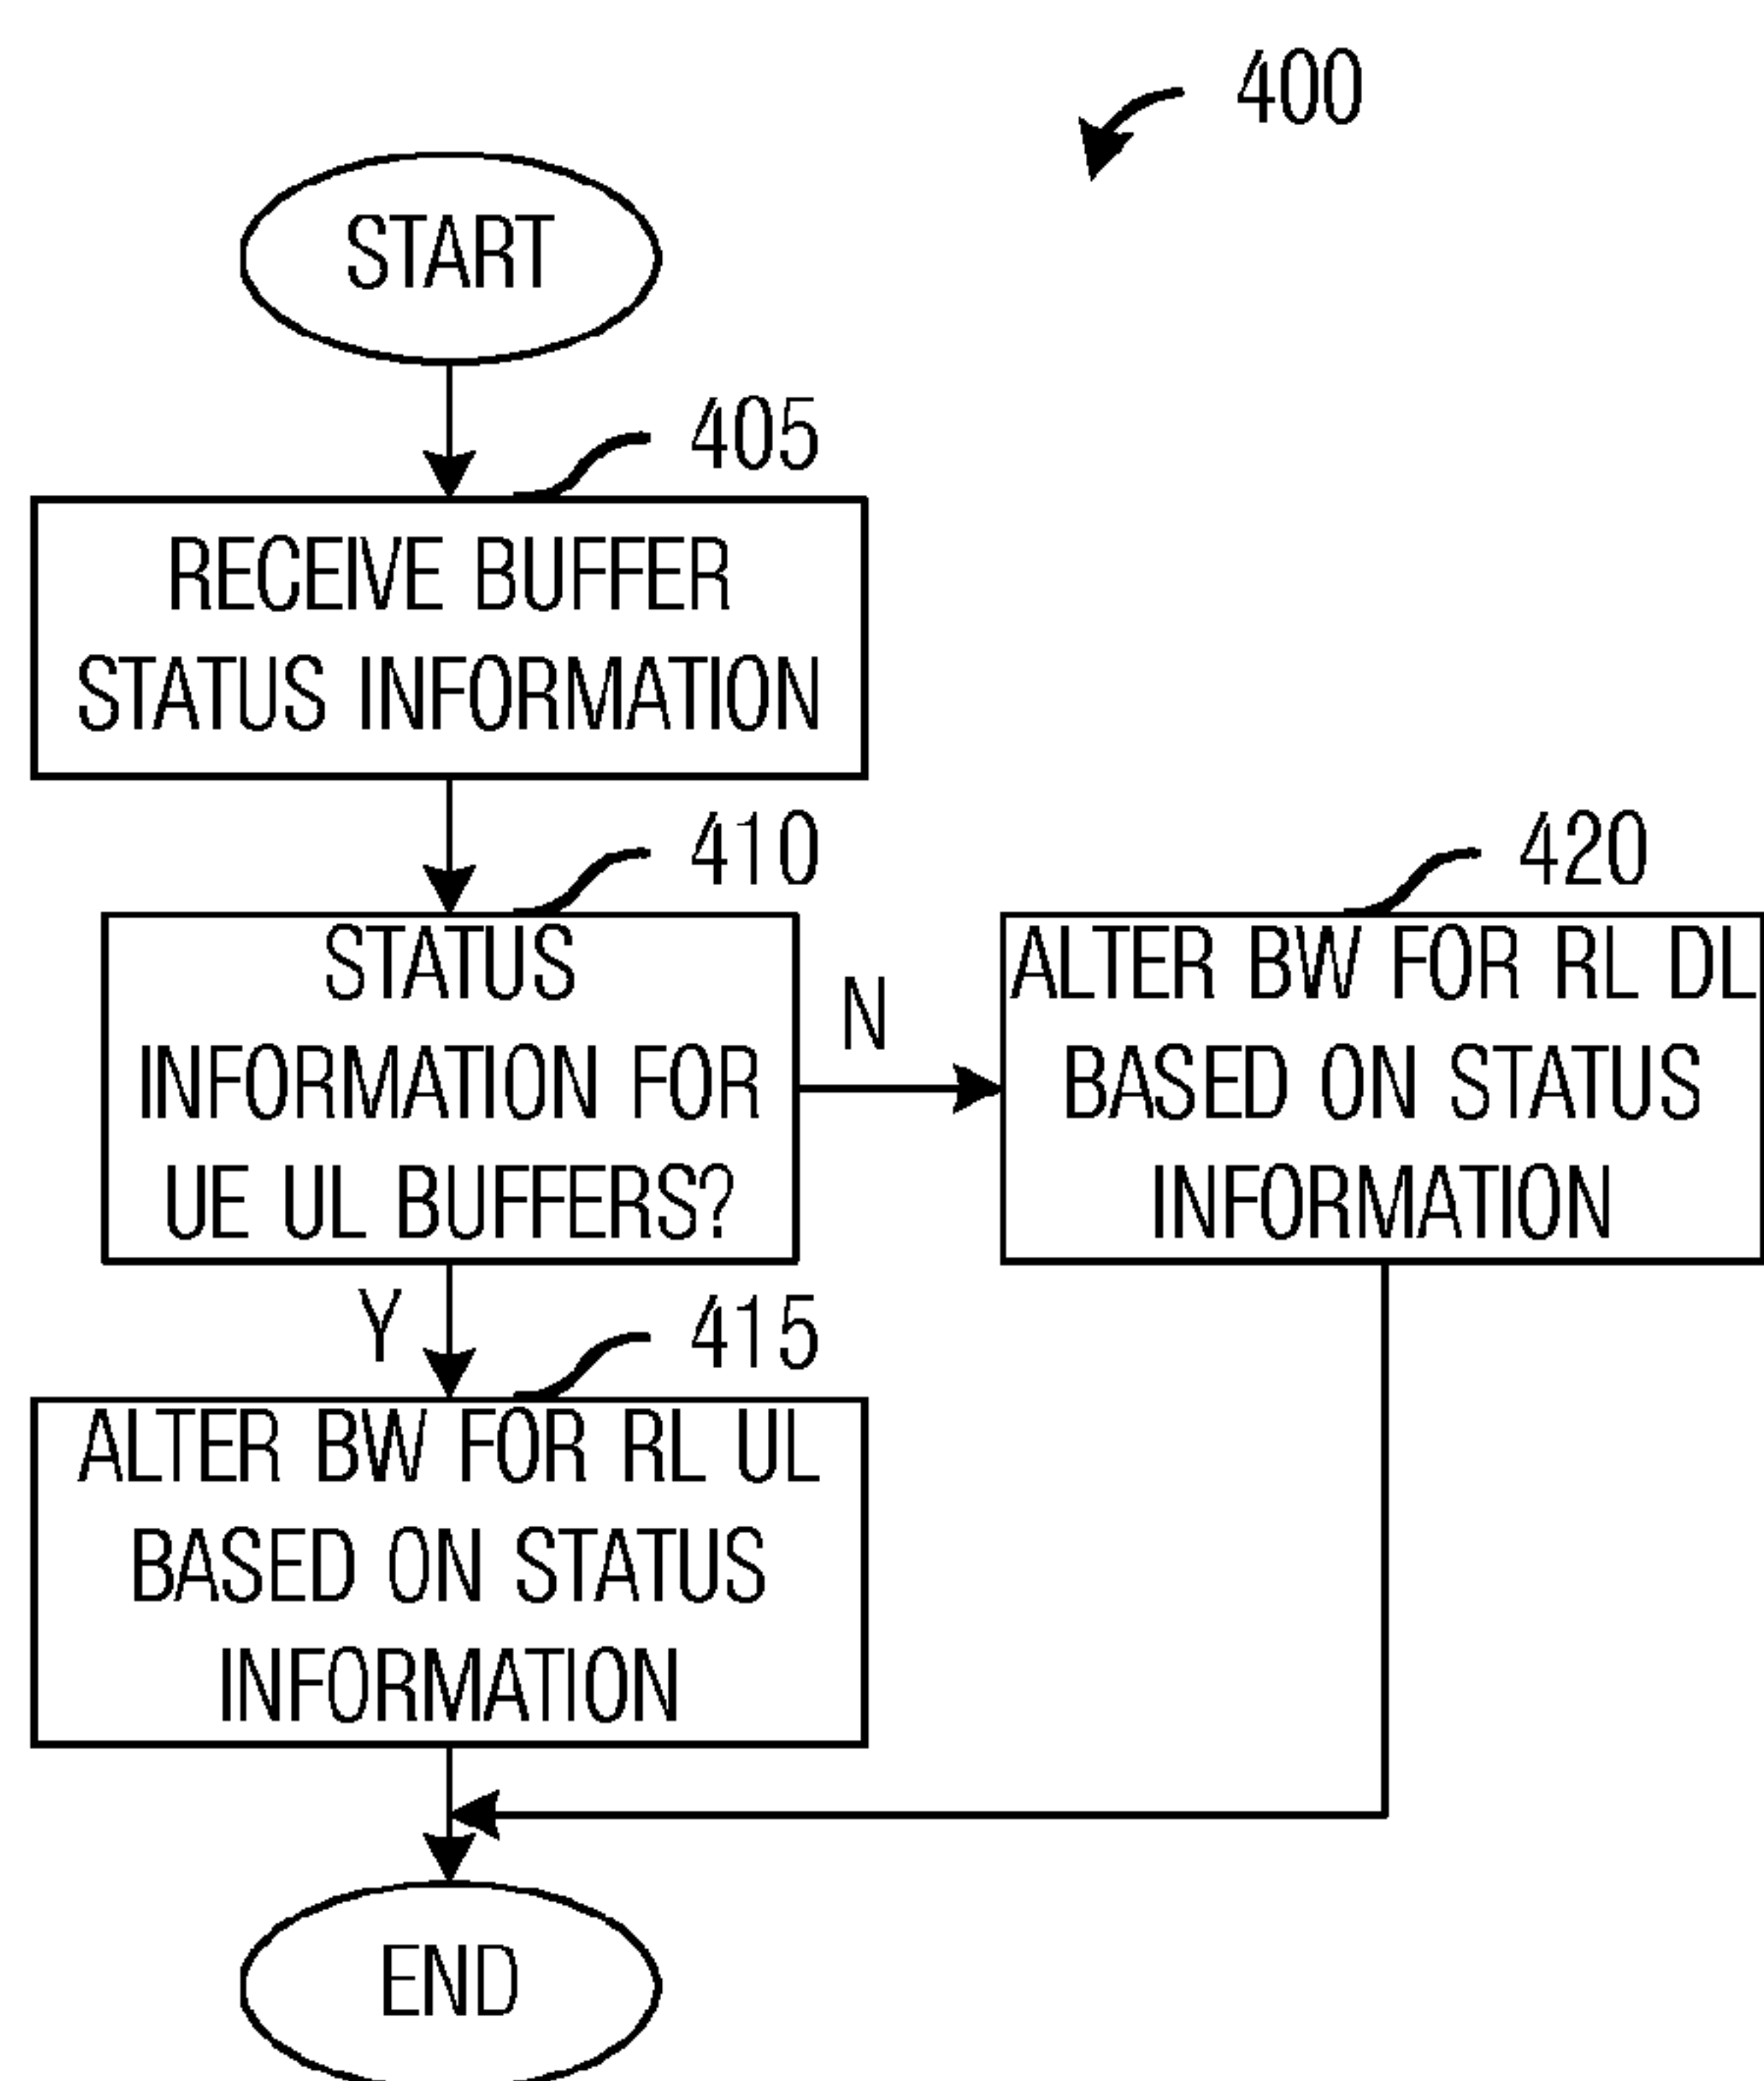 400
START
405
RECEIVE BUFFER
STATUS INFORMATION
410
STATUS
INFORMATION FOR
UE UL BUFFERS?
N
420
ALTER BW FOR RL DL
BASED ON STATUS
INFORMATION
Y
415
ALTER BW FOR RL UL
BASED ON STATUS
INFORMATION
END